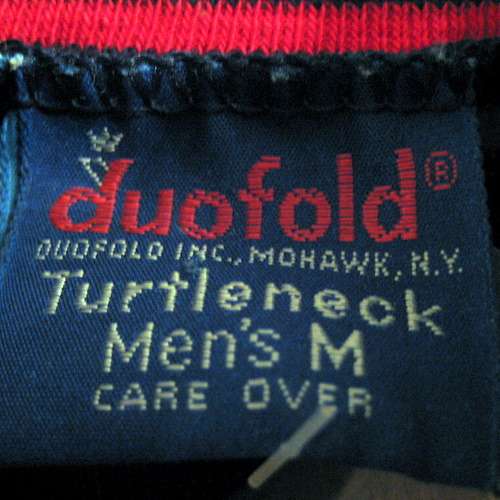 duofold®
DUOFOLD INC., MOHAWK, N.Y.
Turtleneck
Men's M
CARE OVER